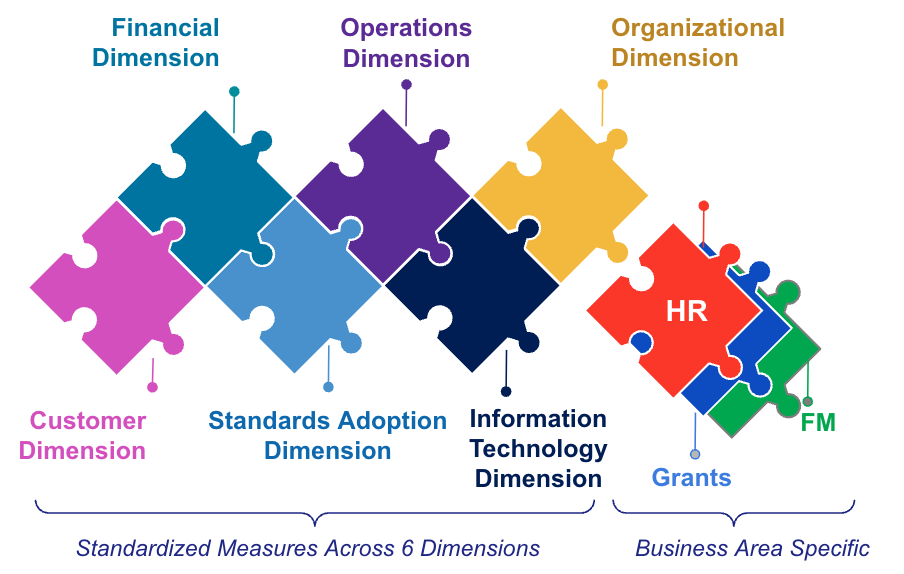 Financial
Dimension
Operations
Dimension
Organizational
Dimension
HR
Customer
Dimension
Standards Adoption
Dimension
Information
Technology
Dimension
FM
Grants
Standardized Measures Across 6 Dimensions
Business Area Specific